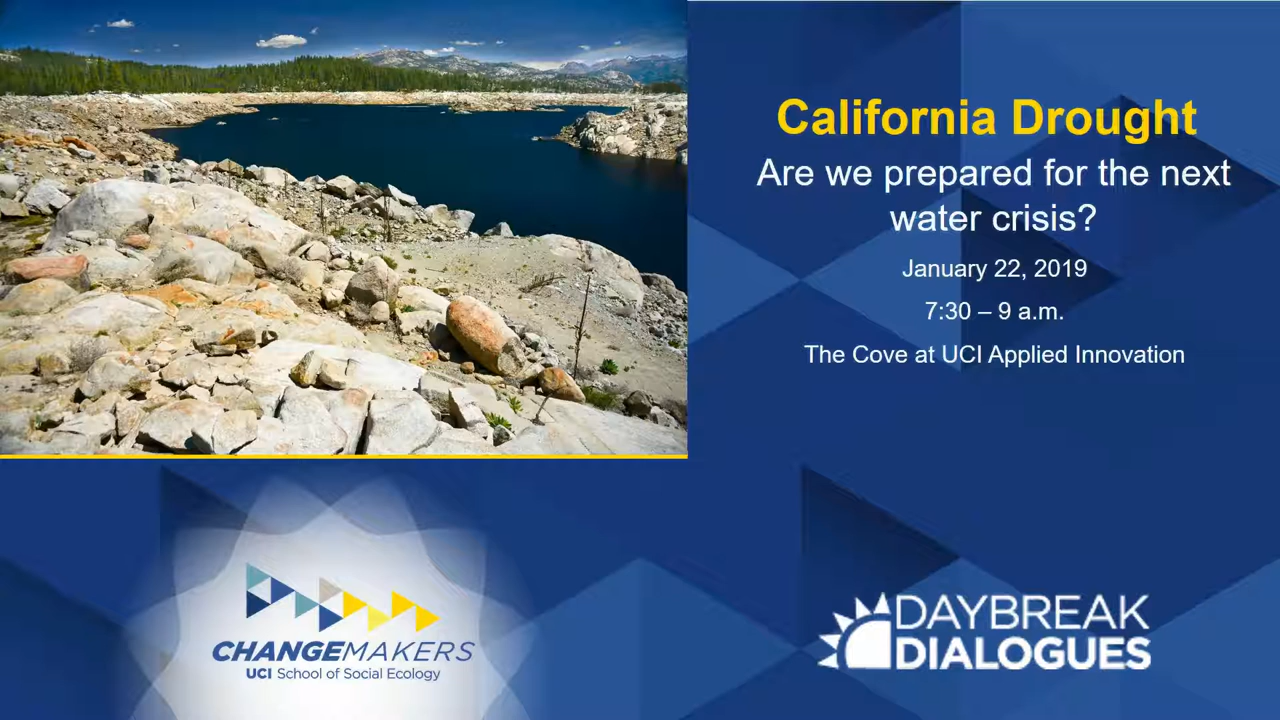 California Drought
Are we prepared for the next
water crisis?
January 22, 2019
7:30 – 9 a.m.
The Cove at UCI Applied Innovation
CHANGEMAKERS
UCI School of Social Ecology
DAYBREAK
DIALOGUES